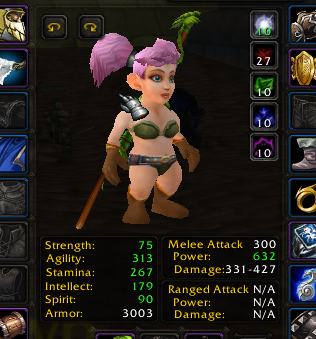 10
27
10
10
10
Strength: 75
Agility: 313
Stamina: 267
Intellect: 179
Spirit: 90
Armor: 3003
Melee Attack 300
Power: 632
Damage: 331-427
Ranged Attack N/A
Power: N/A
Damage: N/A